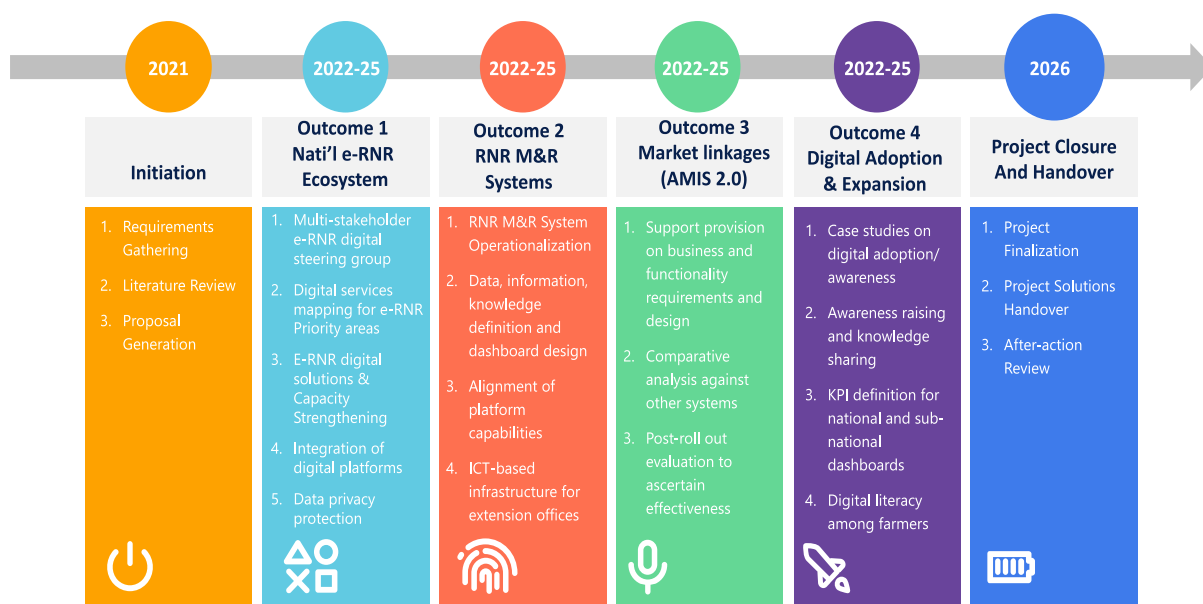 2021
2022-25
2022-25
2022-25
2022-25
2026
Initiation
Outcome 1
Nati’l e-RNR
Ecosystem
Outcome 2
RNR M&R
Systems
Outcome 3
Market linkages
(AMIS 2.0)
Outcome 4
Digital Adoption
& Expansion
Project Closure
And Handover
1. Requirements
Gathering
2. Literature Review
3. Proposal
Generation
1. Multi-stakeholder
e-RNR digital
steering group
2. Digital services
mapping for e-RNR
Priority areas
3. E-RNR digital
solutions &
Capacity
Strengthening
4. Integration of
digital platforms
5. Data privacy
protection
1. RNR M&R System
Operationalization
2. Data, information,
knowledge
definition and
dashboard design
3. Alignment of
platform
capabilities
4. ICT-based
infrastructure for
extension offices
1. Support provision
on business and
functionality
requirements and
design
2. Comparative
analysis against
other systems
3. Post-roll out
evaluation to
ascertain
effectiveness
1. Case studies on
digital adoption/
awareness
2. Awareness raising
and knowledge
sharing
3. KPI definition for
national and sub-
national
dashboards
4. Digital literacy
among farmers
1. Project
Finalization
2. Project Solutions
Handover
3. After-action
Review